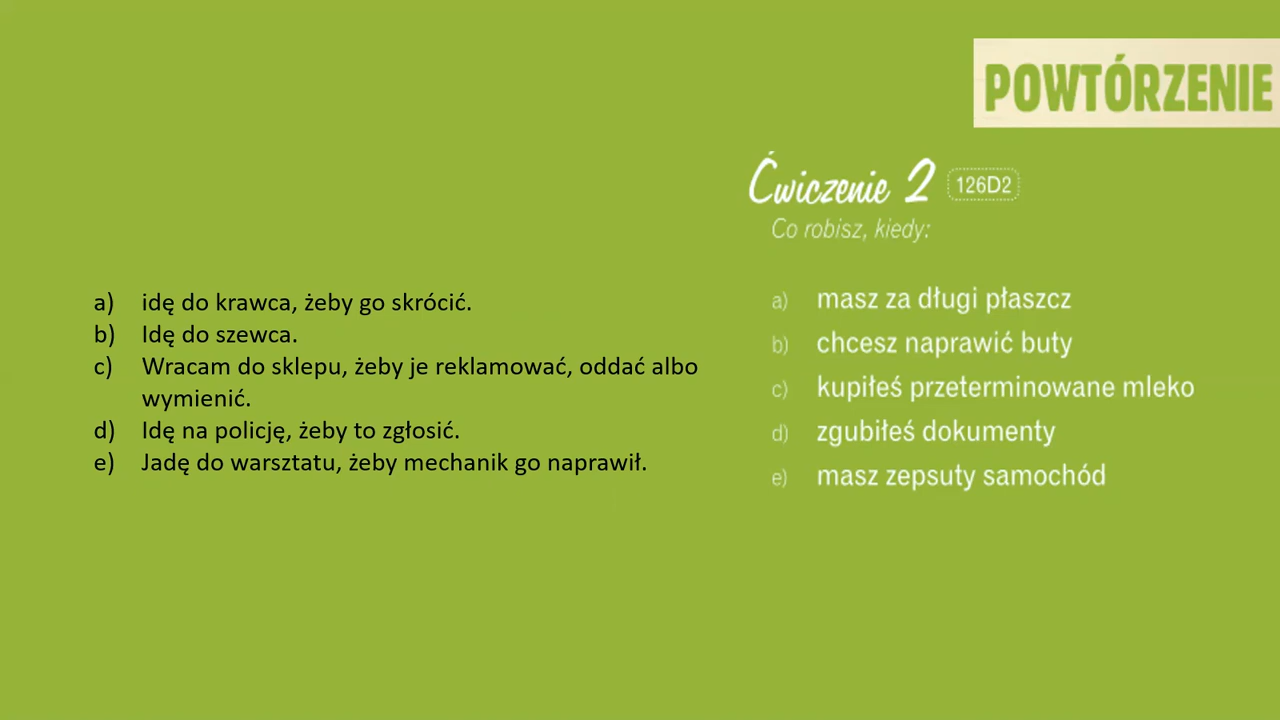 POWTÓRZENIE
Ćwiczenie 2 126D2
Co robisz, kiedy:
a) masz za długi płaszcz
b) chcesz naprawić buty
c) kupiłeś przeterminowane mleko
d) zgubiłeś dokumenty
e) masz zepsuty samochód
a) idę do krawca, żeby go skrócić.
b) Idę do szewca.
c) Wracam do sklepu, żeby je reklamować, oddać albo
wymienić.
d) Idę na policję, żeby to zgłosić.
e) Jadę do warsztatu, żeby mechanik go naprawił.